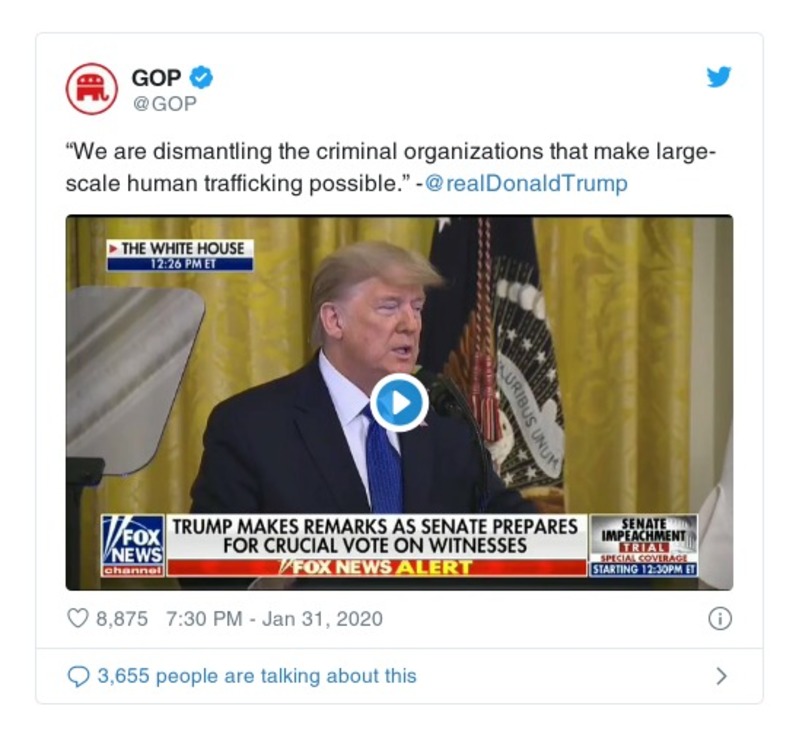 GOP
@GOP
“We are dismantling the criminal organizations that make large-
scale human trafficking possible.” -@realDonaldTrump
THE WHITE HOUSE
12:26 PM ET
PLURIBUS UNUM
FOX
NEWS
channel
TRUMP MAKES REMARKS AS SENATE PREPARES
FOR CRUCIAL VOTE ON WITNESSES
FOX NEWS ALERT
SENATE
IMPEACHMENT
TRIAL
SPECIAL COVERAGE
STARTING 12:30PM ET
8,875 7:30 PM - Jan 31, 2020
3,655 people are talking about this